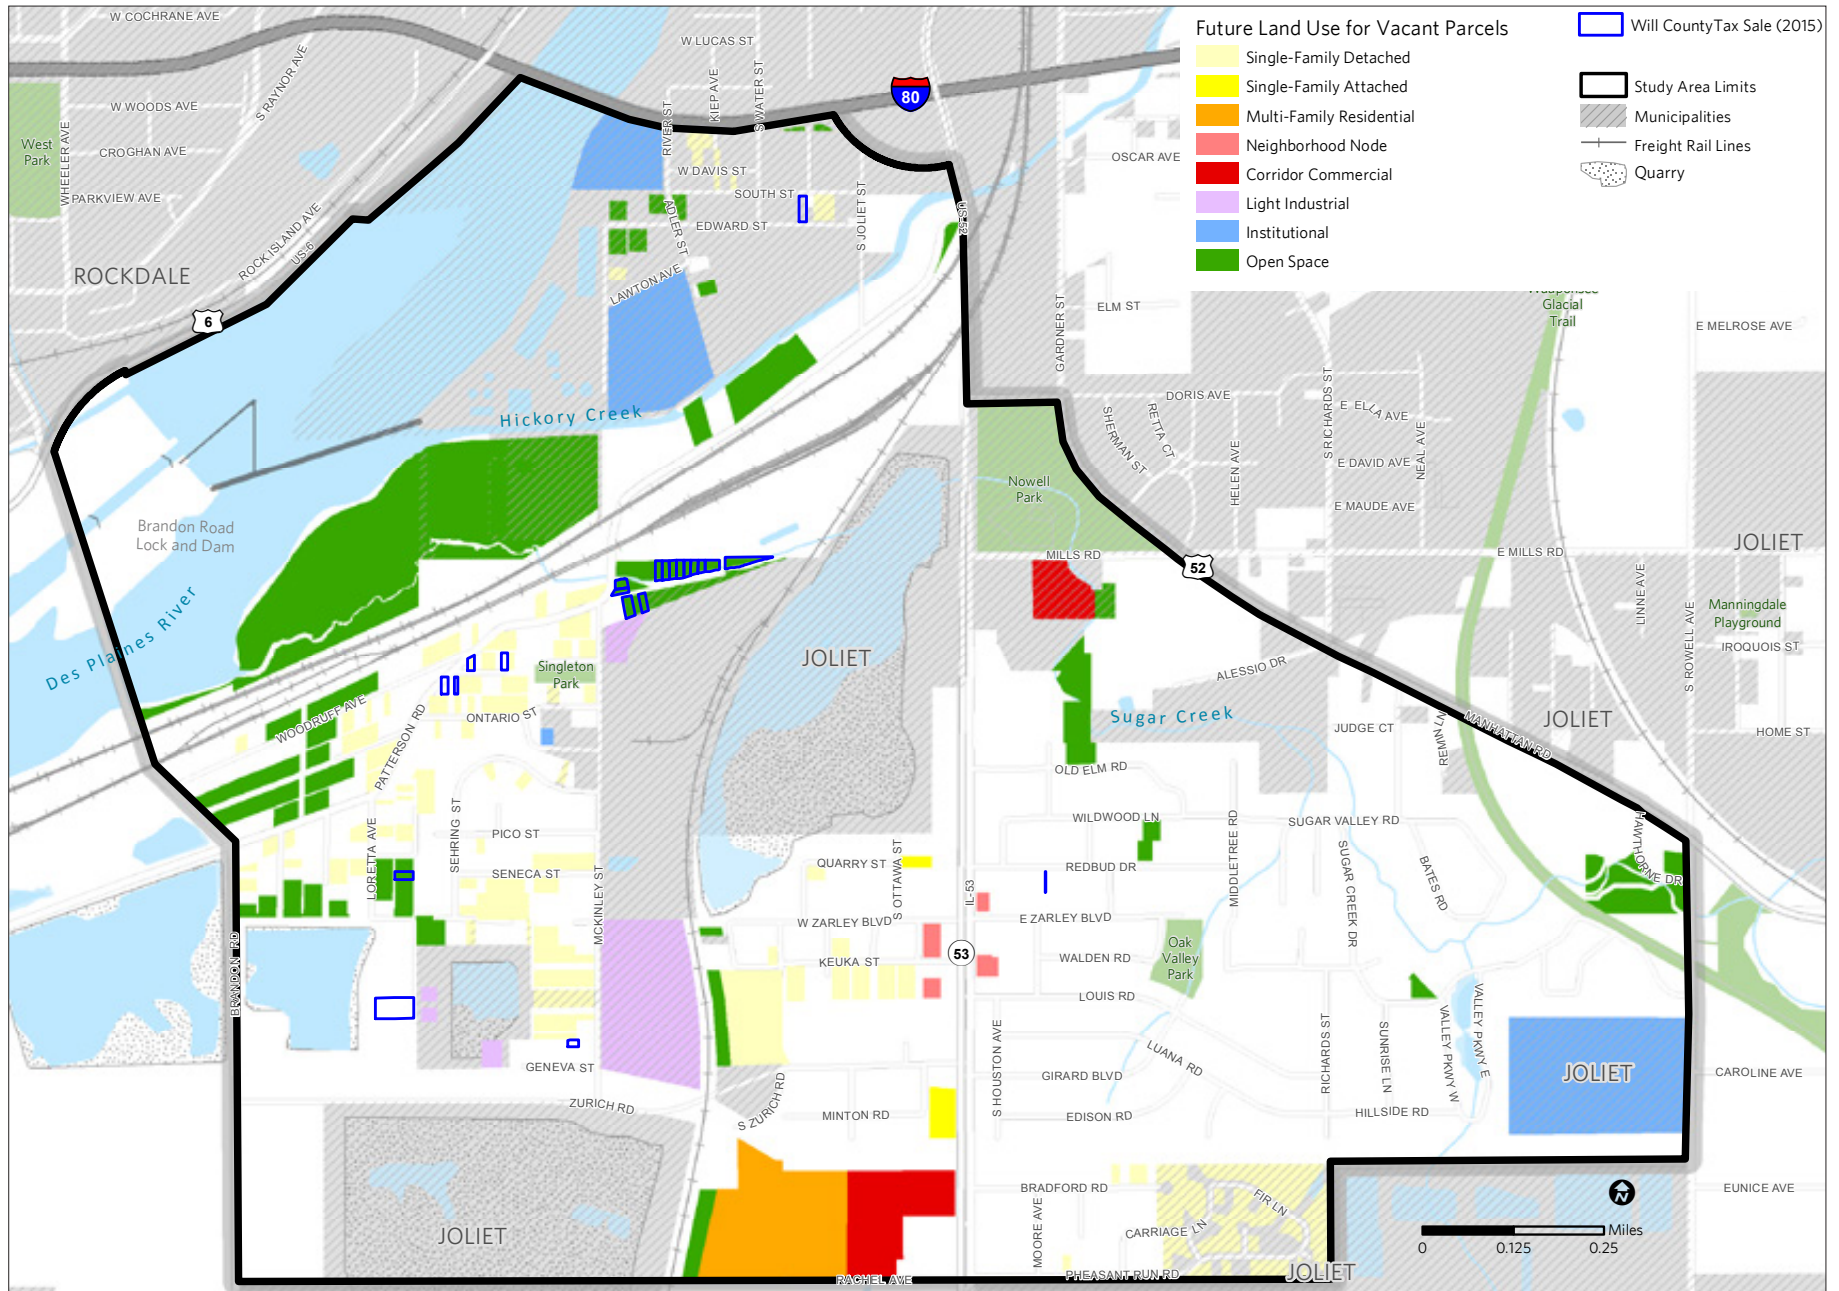 Future Land Use for Vacant Parcels
Single-Family Detached
Single-Family Attached
Multi-Family Residential
Neighborhood Node
Corridor Commercial
Light Industrial
Institutional
Open Space
Will CountyTax Sale (2015)
Study Area Limits
Municipalities
Freight Rail Lines
Quarry
W COCHRANE AVE
W LUCAS ST
S RAYNOR AVE
KIEP AVE
S WATER ST
80
W WOODS AVE
RIVER ST
West
Park
WHEELER AVE
CROGHAN AVE
OSCAR AVE
W DAVIS ST
PARKVIEW AVE
SOUTH ST
S JOLIET ST
US-52
ROCK ISLAND AVE
US-6
ADLER ST
EDWARD ST
ROCKDALE
LAWTON AVE
6
GARDNER ST
ELM ST
Glacial
Trail
E MELROSE AVE
Hickory Creek
DORIS AVE
S RICHARDS ST
E ELLA AVE
SHERMAN ST
RETTA CT
HELEN AVE
E DAVID AVE
NEAL AVE
Nowell
Park
E MAUDE AVE
Brandon Road
Lock and Dam
MILLS RD
52
E MILLS RD
JOLIET
Des Plaines River
LINNE AVE
Manningdale
Playground
S ROWELL AVE
IROQUOIS ST
JOLIET
Singleton
Park
ALESSIO DR
WOODRUFF AVE
PATTERSON RD
ONTARIO ST
Sugar Creek
JUDGE CT
REMIN LN
MANHATTAN RD
JOLIET
HOME ST
OLD ELM RD
LORETTA AVE
SEHRING ST
PICO ST
WILDWOOD LN
MIDDLETREE RD
SUGAR VALLEY RD
HAWTHORNE DR
SENECA ST
MCKINLEY ST
QUARRY ST
S OTTAWA ST
REDBUD DR
SUGAR CREEK DR
BATES RD
IL-53
W ZARLEY BLVD
E ZARLEY BLVD
BRANDON RD
KEUKA ST
53
WALDEN RD
Oak
Valley
Park
LOUIS RD
VALLEY PKWY E
VALLEY PKWY W
S HOUSTON AVE
RICHARDS ST
SUNRISE LN
LUANA RD
GENEVA ST
GIRARD BLVD
JOLIET
CAROLINE AVE
ZURICH RD
S ZURICH RD
MINTON RD
EDISON RD
HILLSIDE RD
BRADFORD RD
FIR LN
EUNICE AVE
N
MOORE AVE
CARRIAGE LN
JOLIET
Miles
0 0.125 0.25
RACHEL AVE
PHEASANT RUN RD
JOLIET